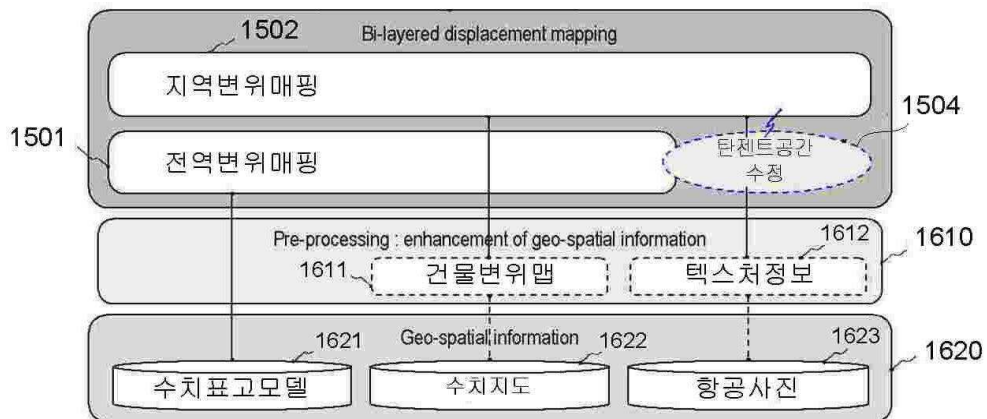 1502
Bi-layered displacement mapping
지역변위매핑
1504
1501
전역변위매핑
탄젠트공간
수정
Pre-processing : enhancement of geo-spatial information
1612
1610
1611
건물변위맵
텍스처정보
Geo-spatial information
1621
1622
1623
1620
수치표고모델
수치지도
항공사진